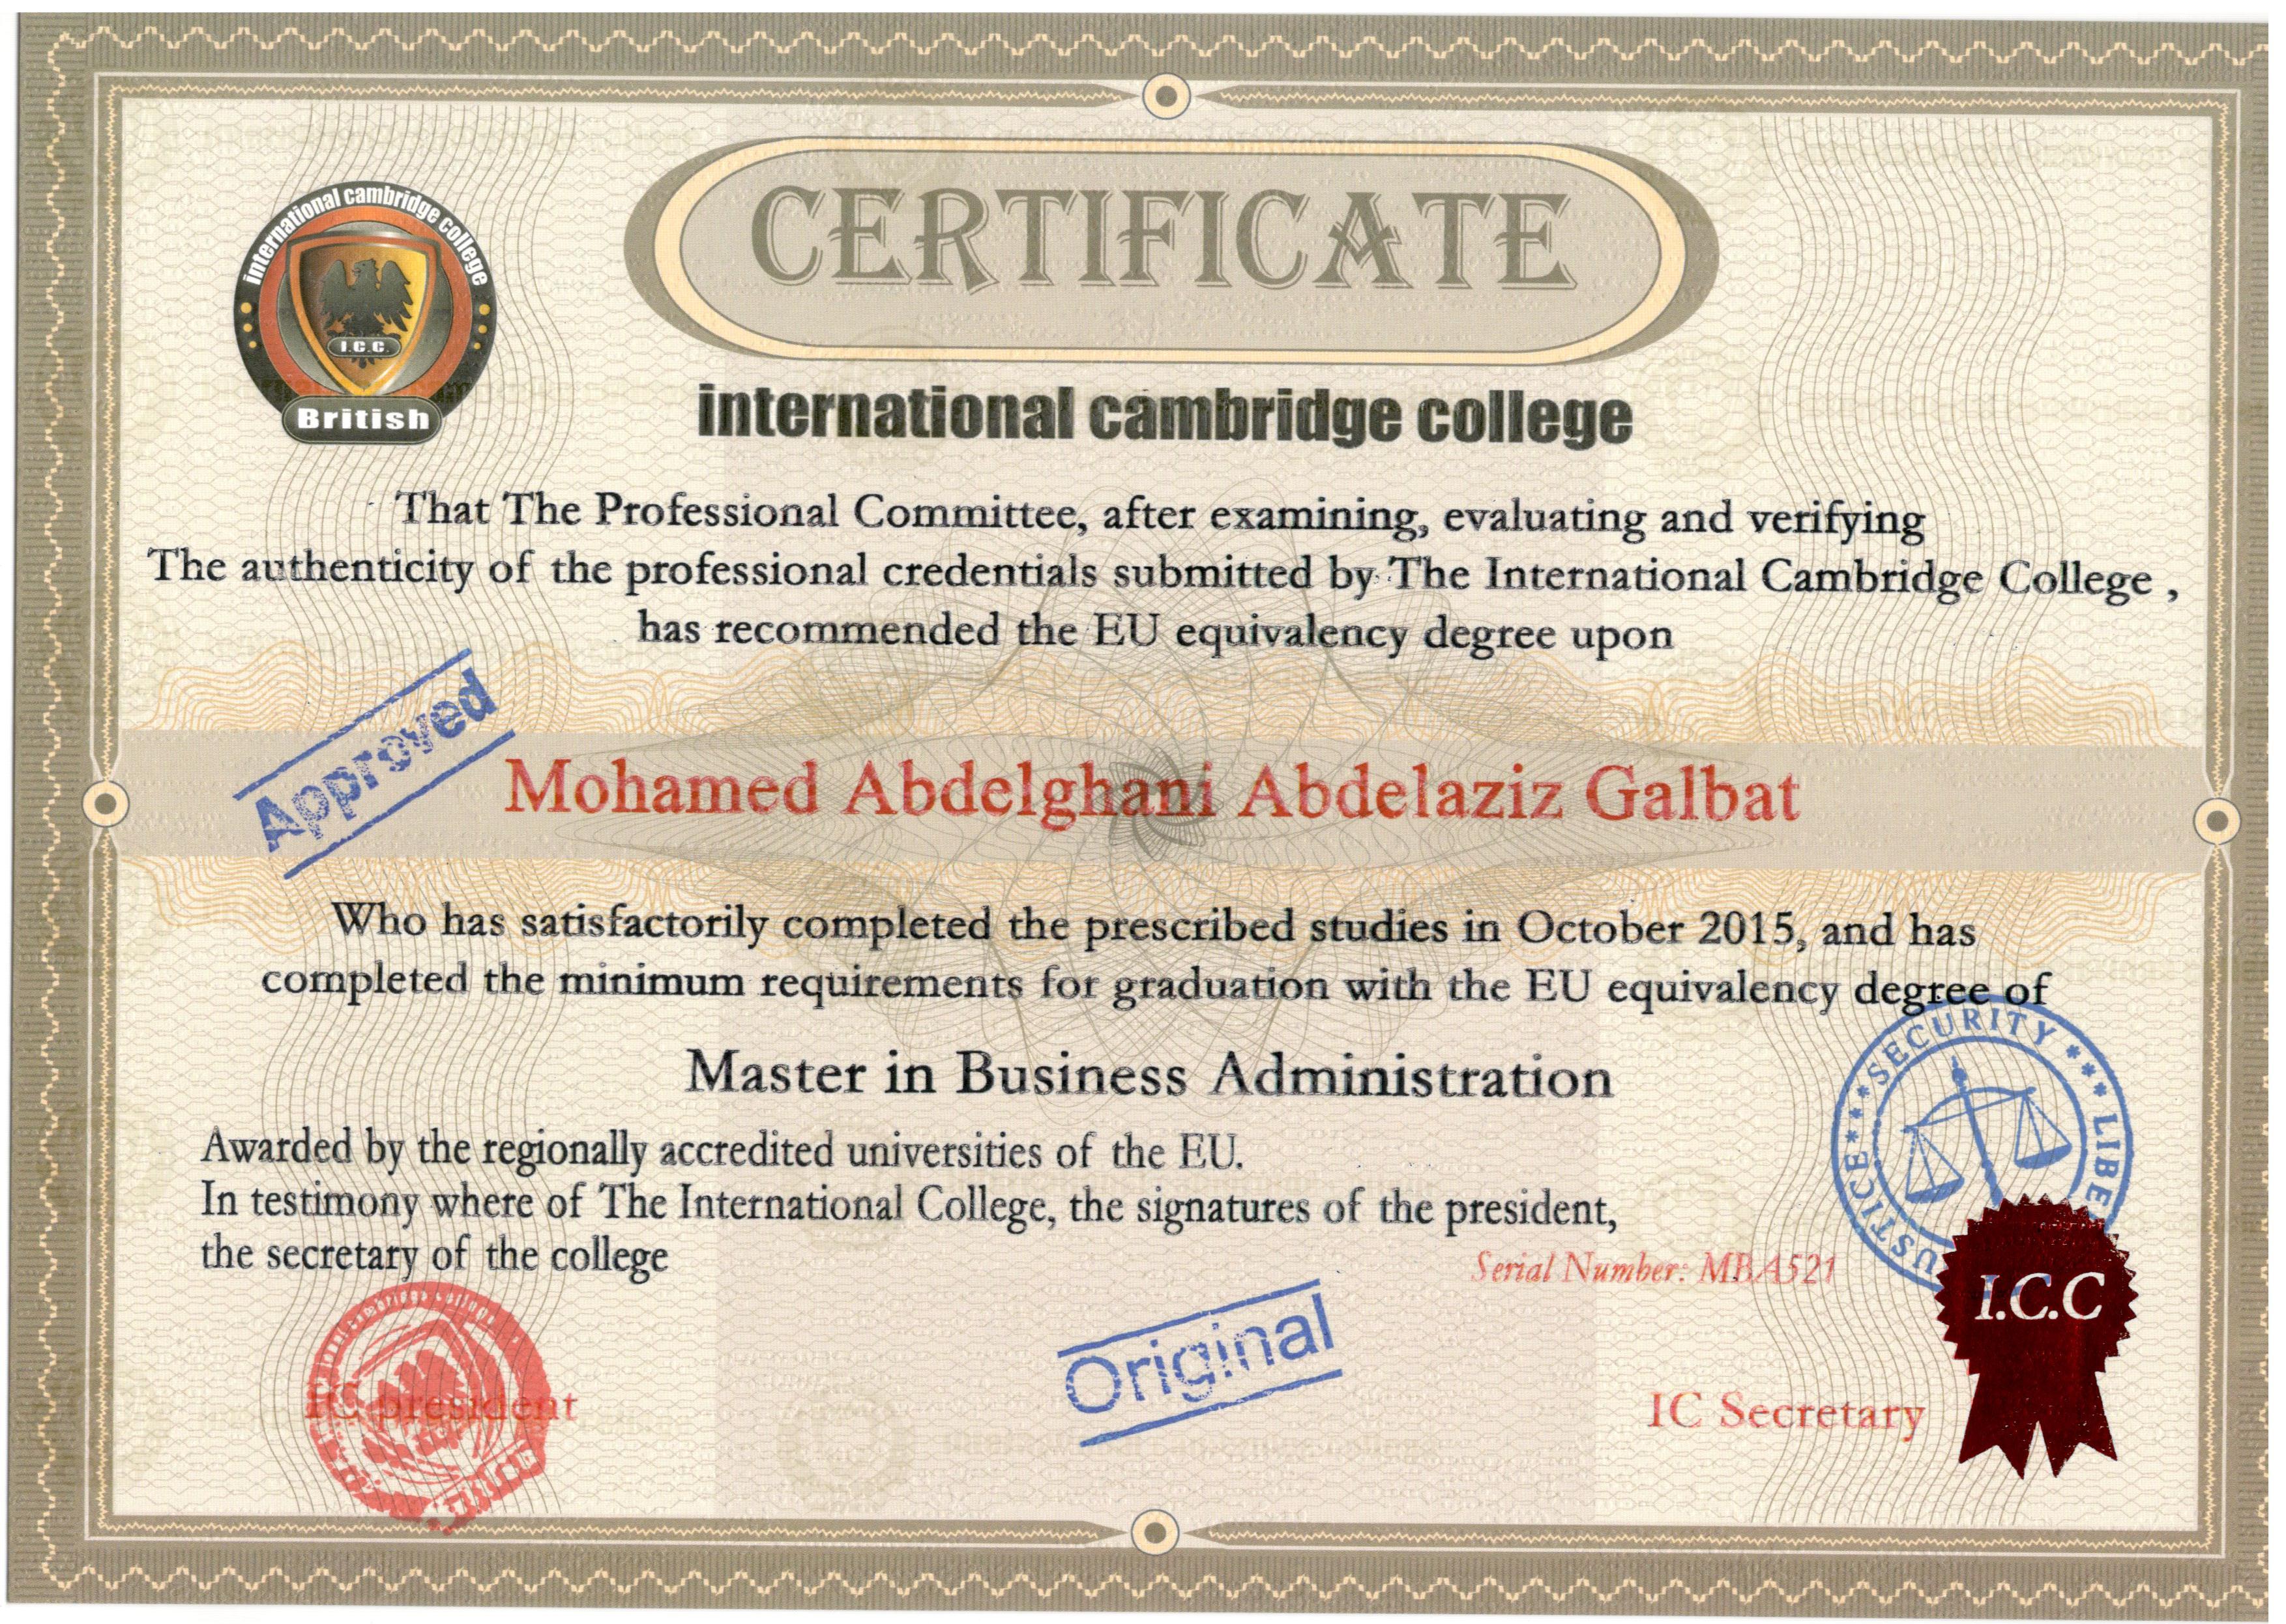 international cambridge college
I.C.C.
British
CERTIFICATE
international cambridge college
That The Professional Committee, after examining, evaluating and verifying
The authenticity of the professional credentials submitted by The International Cambridge College ,
has recommended the EU equivalency degree upon
Approved
Mohamed Abdelghani Abdelaziz Galbat
Who has satisfactorily completed the prescribed studies in October 2015, and has
completed the minimum requirements for graduation with the EU equivalency degree of
Master in Business Administration
SECURITY *** LIBE
USTICE***
Awarded by the regionally accredited universities of the EU.
In testimony where of The International College, the signatures of the president,
the secretary of the college
Serial Number: MBA521
I.C.C
cambridge college
IC president
Original
IC Secretary